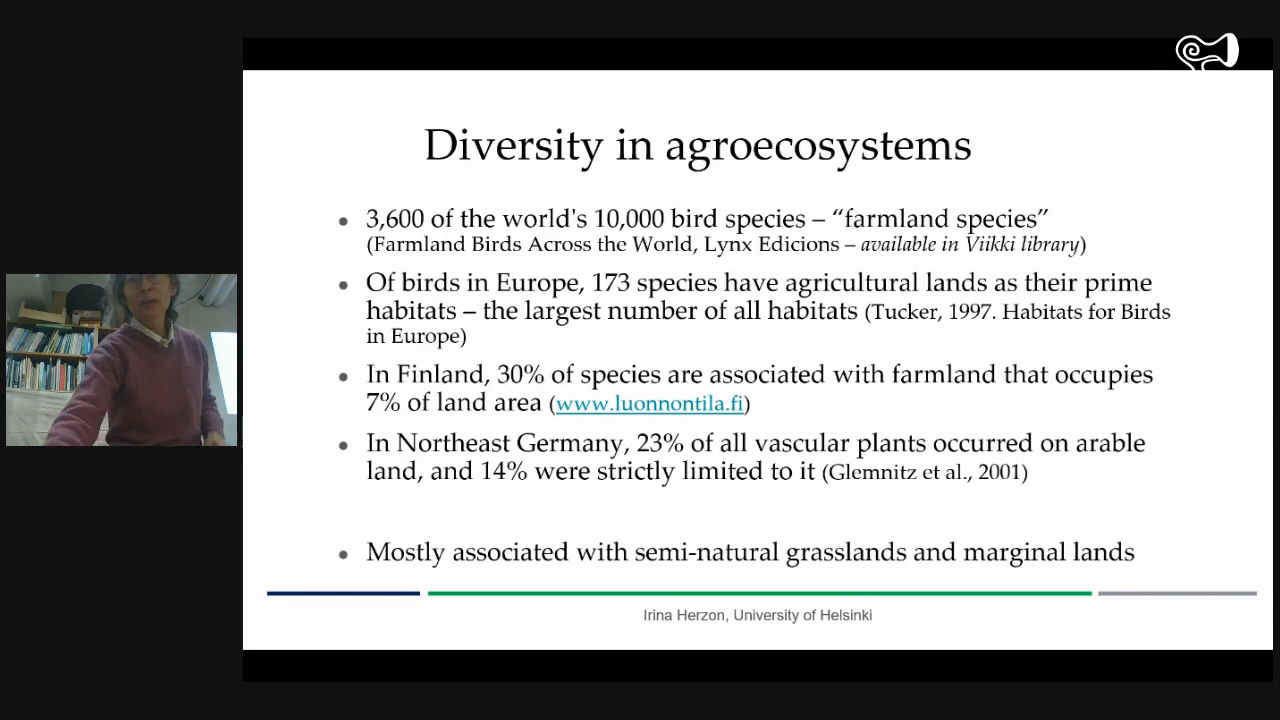 Diversity in agroecosystems
• 3,600 of the world's 10,000 bird species – “farmland species”
(Farmland Birds Across the World, Lynx Edicions – available in Viikki library)
• Of birds in Europe, 173 species have agricultural lands as their prime
habitats – the largest number of all habitats (Tucker, 1997. Habitats for Birds
in Europe)
• In Finland, 30% of species are associated with farmland that occupies
7% of land area (www.luonnontila.fi)
• In Northeast Germany, 23% of all vascular plants occurred on arable
land, and 14% were strictly limited to it (Glemnitz et al., 2001)
• Mostly associated with semi-natural grasslands and marginal lands
Irina Herzon, University of Helsinki